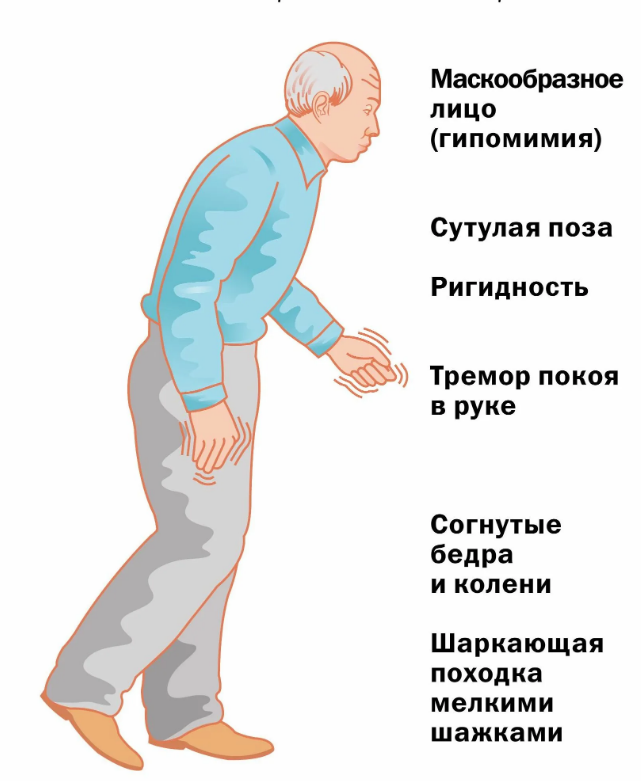 Маскообразное
лицо
(гипомимия)
Сутулая поза
Ригидность
Тремор покоя
в руке
Согнутые
бедра
и колени
Шаркающая
походка
мелкими
шажками